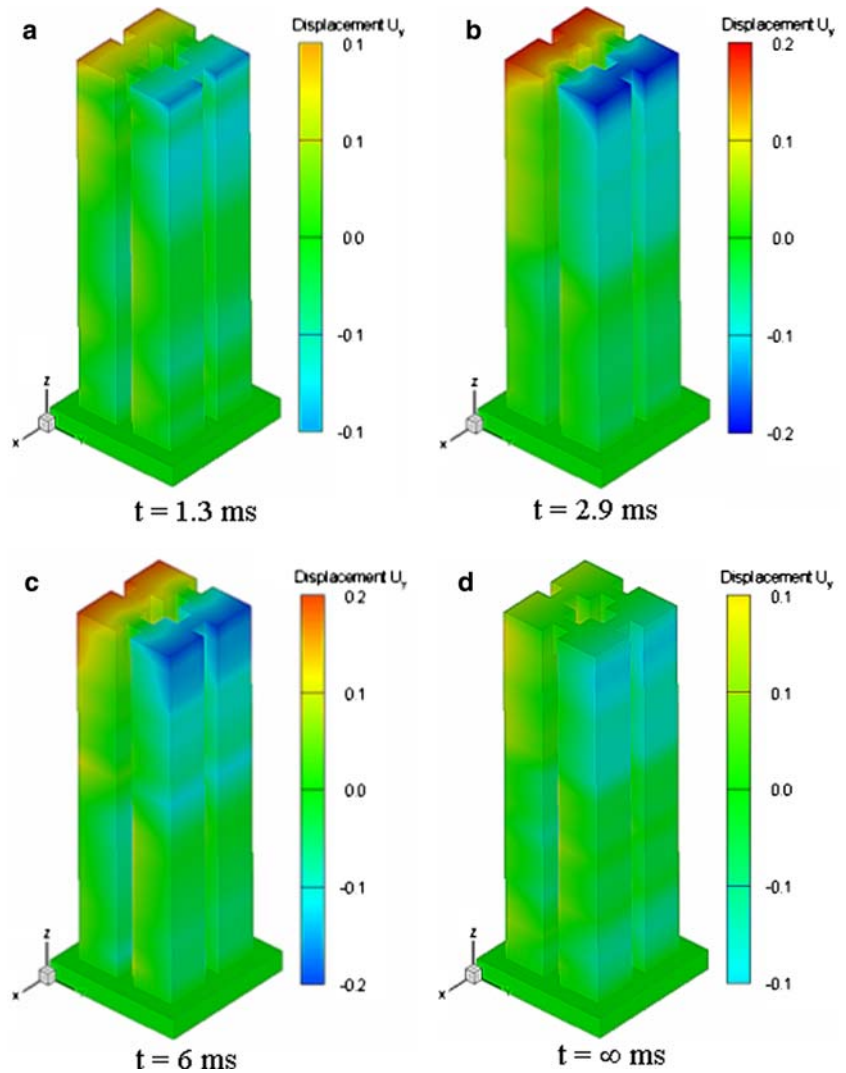 a
Displacement Uy
0.1
0.1
0.0
-0.1
-0.1
z
x
t = 1.3 ms
b
Displacement Uy
0.2
0.1
0.0
-0.1
-0.2
z
x
t = 2.9 ms
c
Displacement Uy
0.2
0.1
0.0
-0.1
-0.2
z
x
t = 6 ms
d
Displacement Uy
0.1
0.1
0.0
-0.1
-0.1
z
x
t = ∞ ms